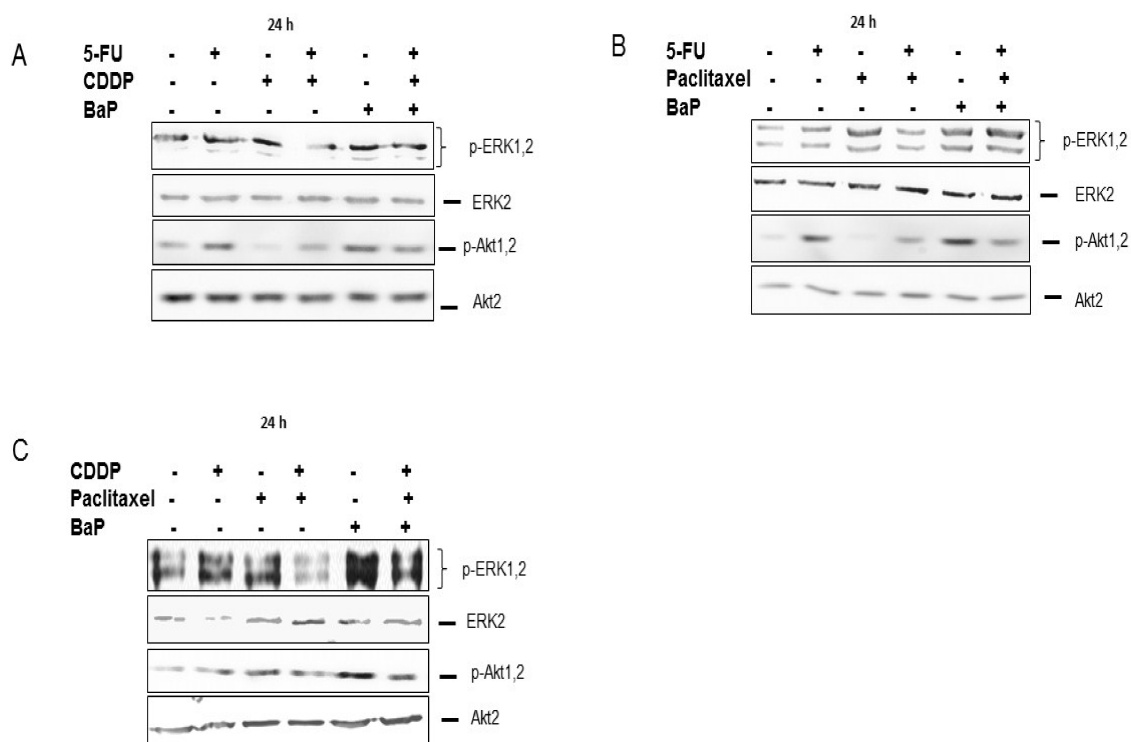 A
24 h
5-FU - + - + - +
CDDP - - + + - +
BaP - - - - + +
p-ERK1,2
ERK2
p-Akt1,2
Akt2
B
5-FU - + - + - +
Paclitaxel - - + + - +
BaP - - - - + +
p-ERK1,2
ERK2
p-Akt1,2
Akt2
C
24 h
CDDP - + - + - +
Paclitaxel - - + + - +
BaP - - - - + +
p-ERK1,2
ERK2
p-Akt1,2
Akt2
24 h